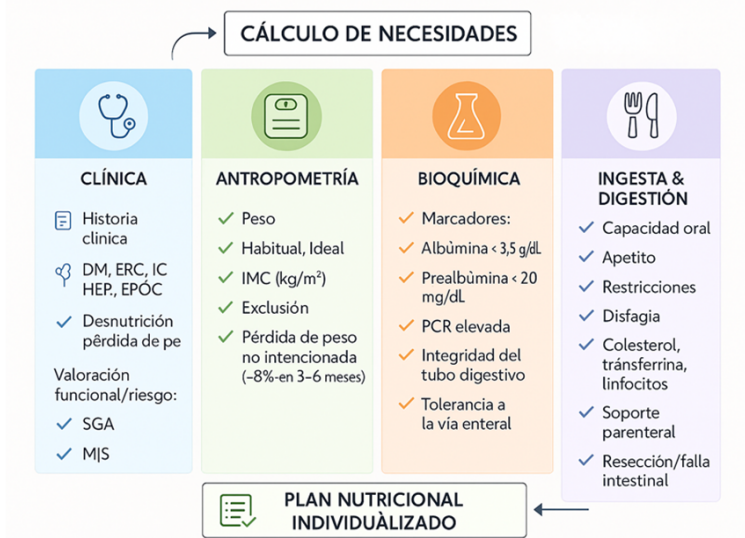 CÁLCULO DE NECESIDADES
CLÍNICA
Historia
clinica
DM, ERC, IC
HEP., EPÓC
Desnutrición
pêrdida de pe
Valoración
funcional/riesgo:
SGA
M|S
ANTROPOMETRÍA
Peso
Habitual, Ideal
IMC (kg/m²)
Exclusión
Pérdida de peso
no intencionada
(–8%-en 3–6 meses)
BIOQUÍMICA
Marcadores:
Albùmina < 3,5 g/dL
Prealbùmina < 20
mg/dL
PCR elevada
Integridad del
tubo digestivo
Tolerancia a
la vía enteral
INGESTA &
DIGESTIÓN
Capacidad oral
Apetito
Restricciones
Disfagia
Colesterol,
tránsferrina,
linfocitos
Soporte
parenteral
Resección/falla
intestinal
PLAN NUTRICIONAL
INDIVIDUÀLIZADO